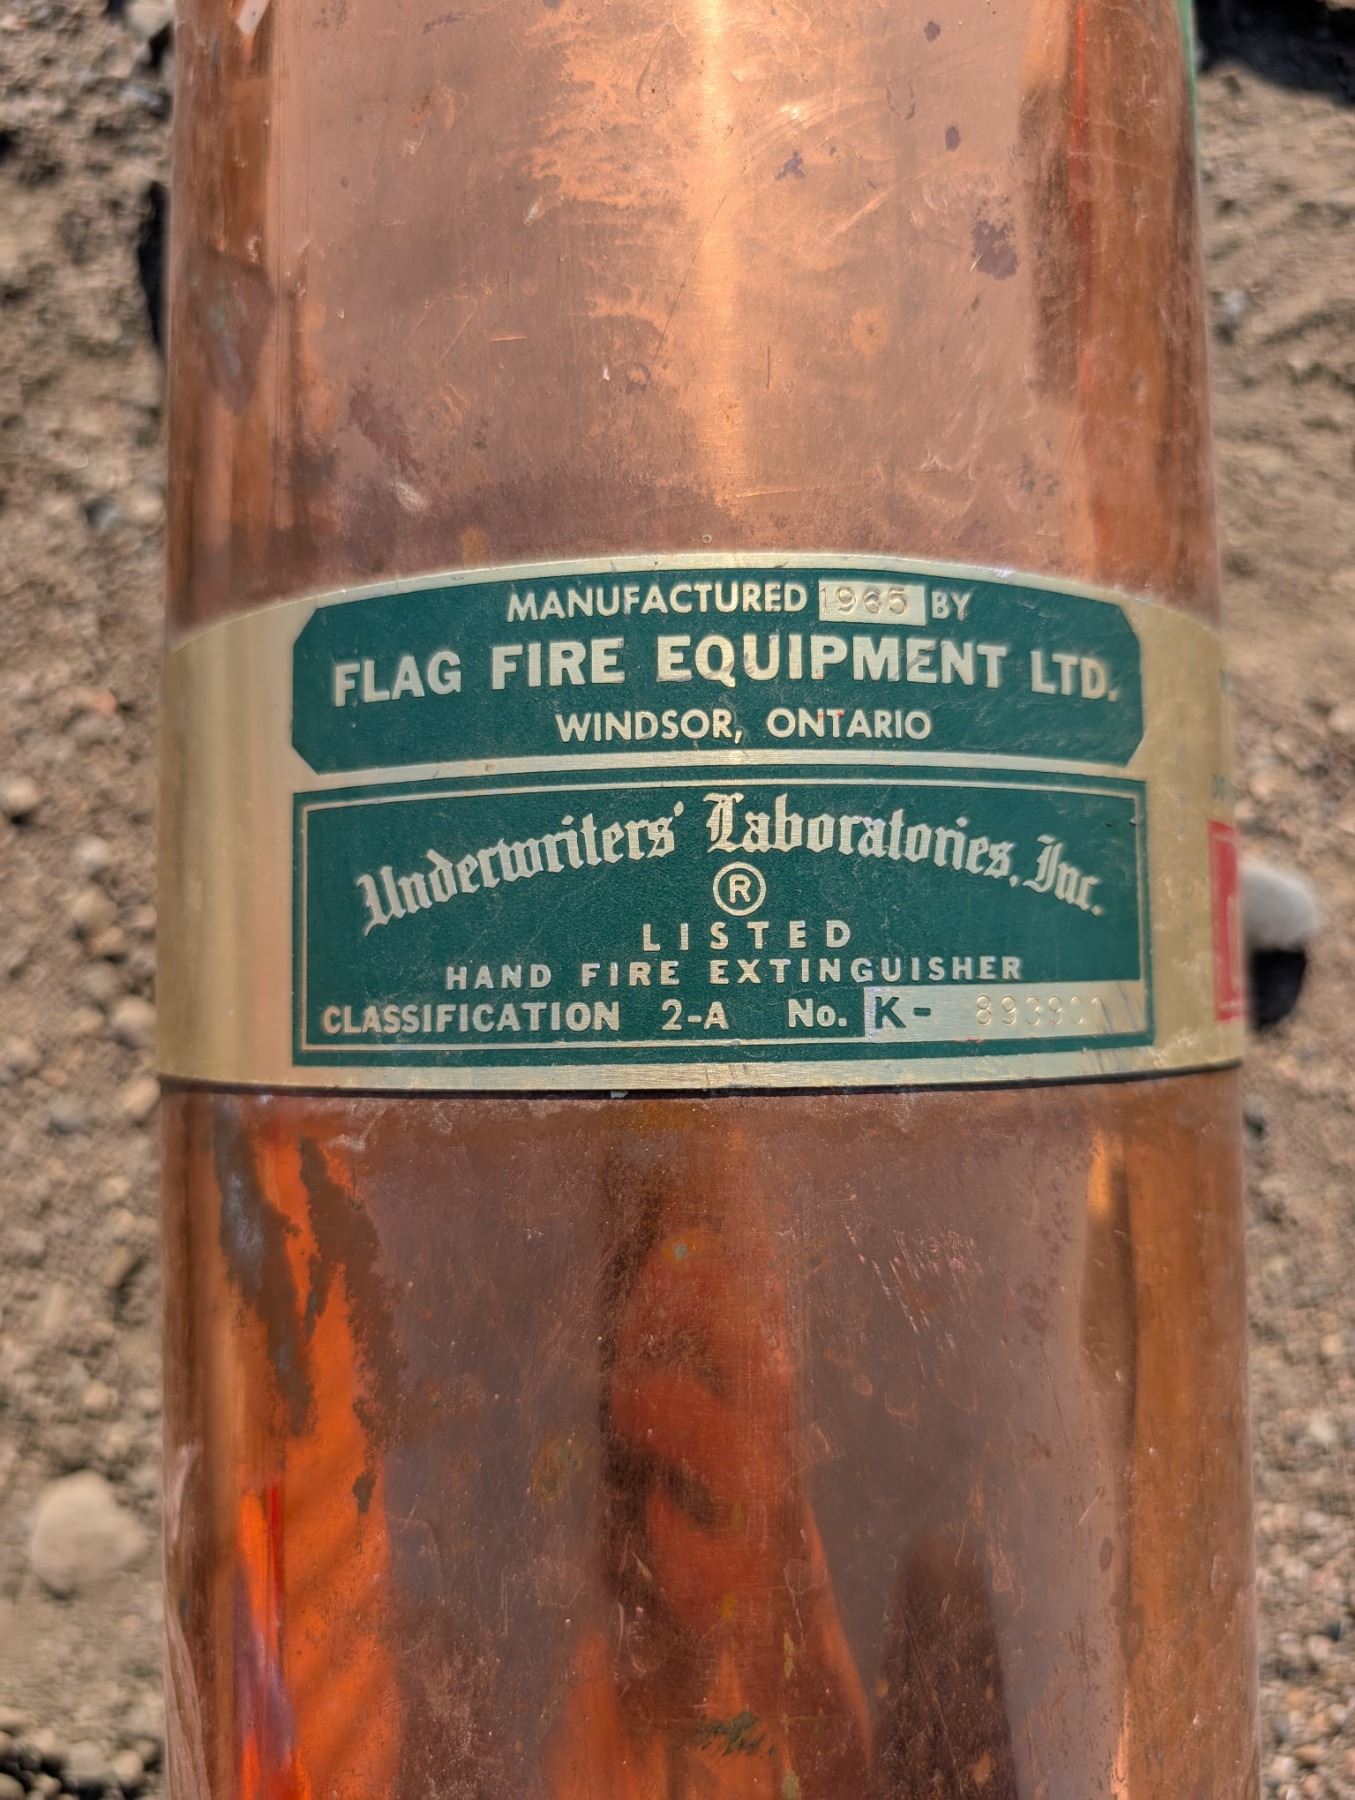 MANUFACTURED 1965 BY
FLAG FIRE EQUIPMENT LTD.
WINDSOR, ONTARIO
Underwriters' Laboratories, Inc.
®
LISTED
HAND FIRE EXTINGUISHER
CLASSIFICATION 2-A No. K- 893901